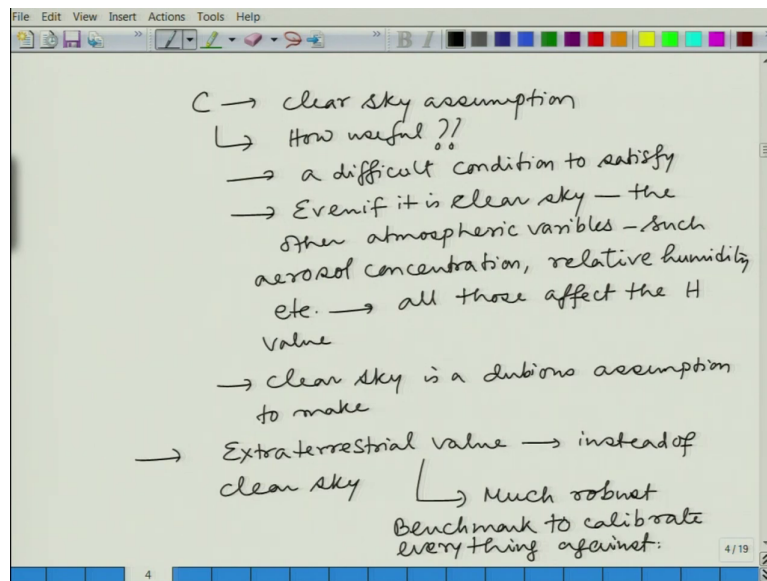 File Edit View Insert Actions Tools Help
B I
C → clear sky assumption
↳ How useful ??
→ a difficult condition to satisfy
→ Even if it is clear sky — the
other atmospheric varibles — such
aerosol concentration, relative humidity
etc. → all those affect the H
value
→ clear sky is a dubious assumption
to make
→ Extraterrestrial value → instead of
clear sky
↳ Much robust
Benchmark to calibrate
everything against.
4/19
4